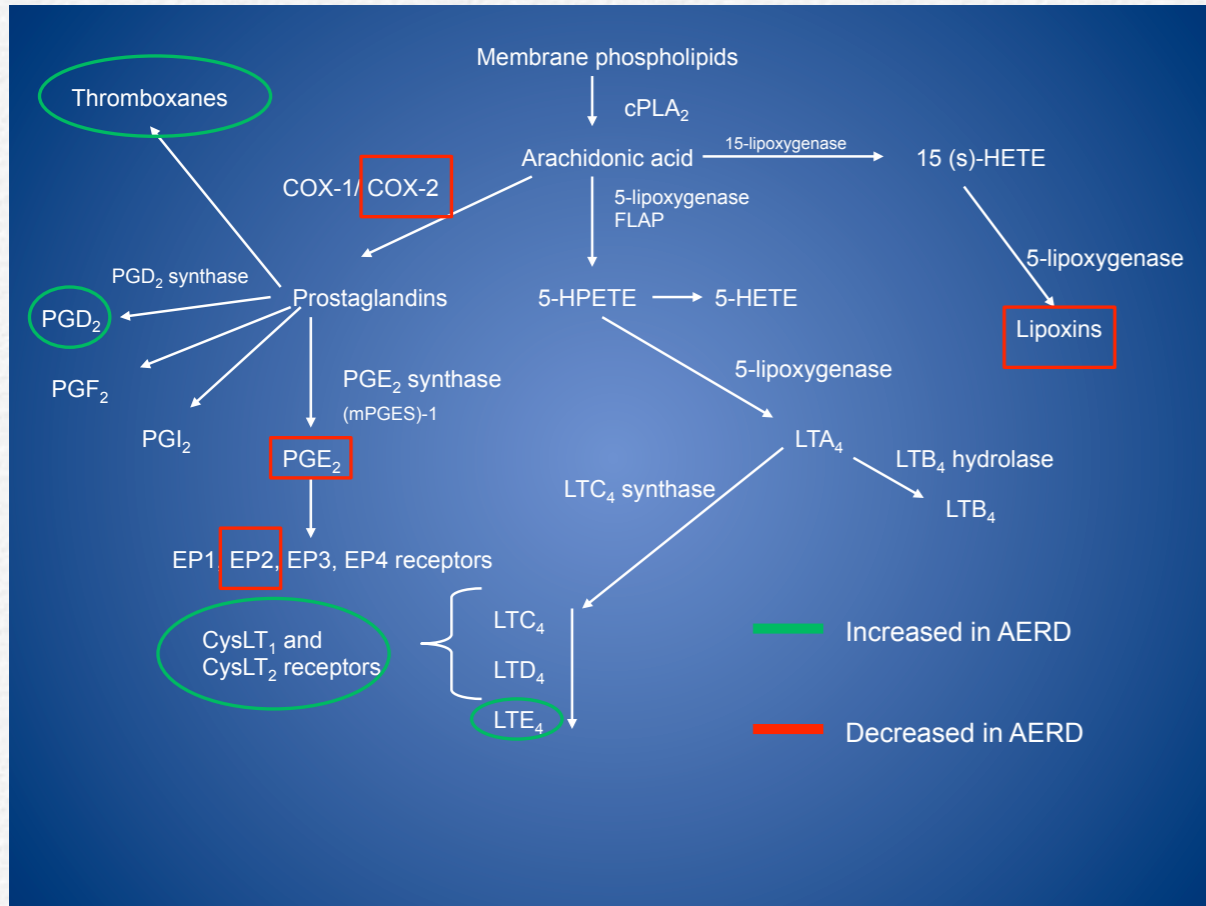 Membrane phospholipids
Thromboxanes
cPLA₂
Arachidonic acid
15-lipoxygenase
15 (s)-HETE
COX-1/ COX-2
5-lipoxygenase
FLAP
5-lipoxygenase
PGD₂ synthase
Prostaglandins
5-HPETE
5-HETE
PGD₂
Lipoxins
PGF₂
PGE₂ synthase
(mPGES)-1
5-lipoxygenase
PGI₂
PGE₂
LTA₄
LTB₄ hydrolase
LTC₄ synthase
LTB₄
EP1, EP2, EP3, EP4 receptors
LTC₄
CysLT₁ and
CysLT₂ receptors
LTD₄
LTE₄
Increased in AERD
Decreased in AERD